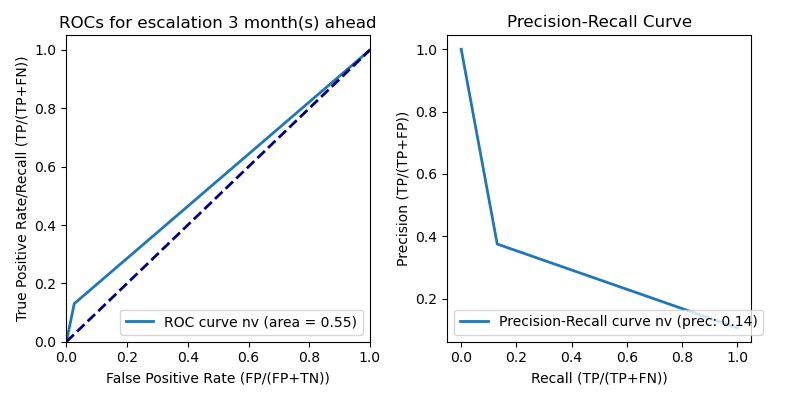 ROCs for escalation 3 month(s) ahead
True Positive Rate/Recall (TP/(TP+FN))
1.0
0.8
0.6
0.4
0.2
0.0
ROC curve nv (area = 0.55)
0.0 0.2 0.4 0.6 0.8 1.0
False Positive Rate (FP/(FP+TN))
Precision-Recall Curve
Precision (TP/(TP+FP))
1.0
0.8
0.6
0.4
0.2
Precision-Recall curve nv (prec: 0.14)
0.0 0.2 0.4 0.6 0.8 1.0
Recall (TP/(TP+FN))